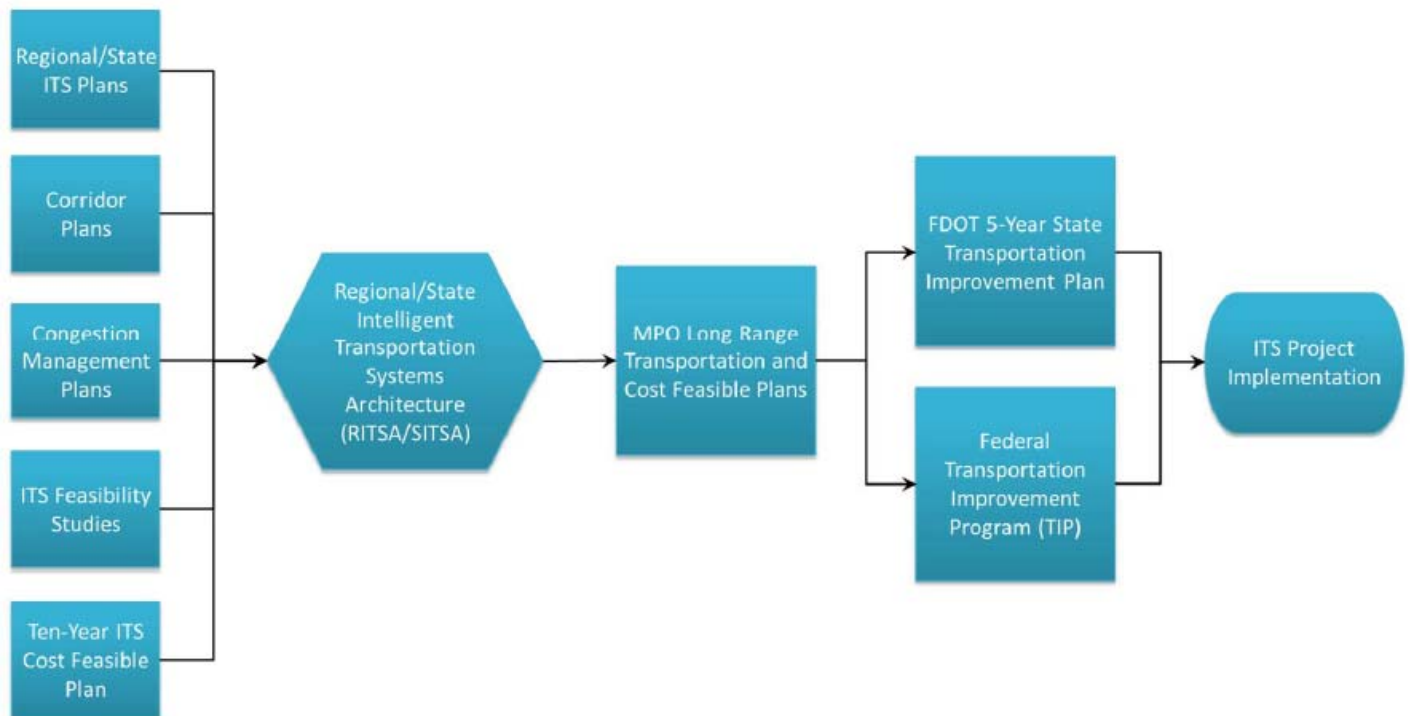 Regional/State
ITS Plans
Corridor
Plans
Congestion
Management
Plans
ITS Feasibility
Studies
Ten-Year ITS
Cost Feasible
Plan
Regional/State
Intelligent
Transportation
Systems
Architecture
(RITSA/SITSA)
MPO Long Range
Transportation and
Cost Feasible Plans
FDOT 5-Year State
Transportation
Improvement Plan
Federal
Transportation
Improvement
Program (TIP)
ITS Project
Implementation